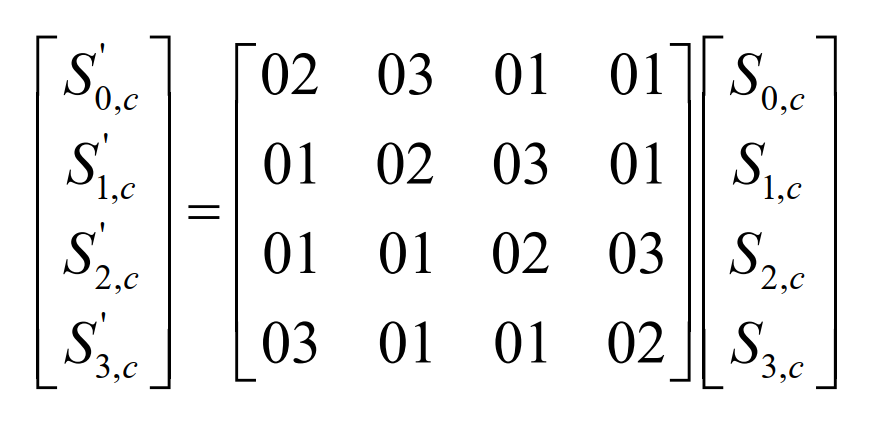 S'0,c 02 03 01 01 S0,c
S'1,c 01 02 03 01 S1,c
=
S'2,c 01 01 02 03 S2,c
S'3,c 03 01 01 02 S3,c